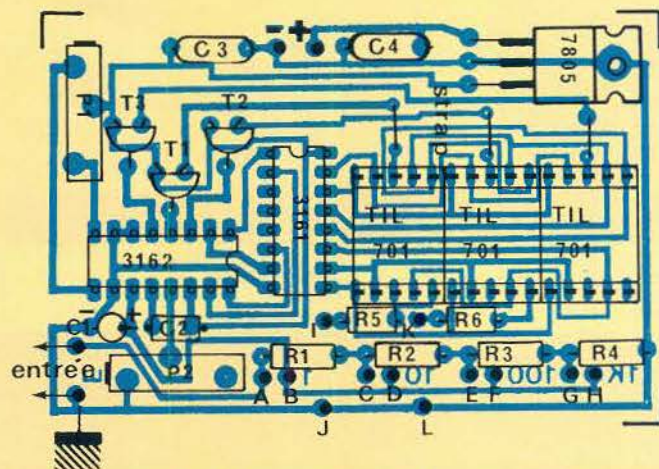 - +
C3
C4
7805
P1
T3
T2
T1
strap
3161
TIL TIL TIL
701 701 701
3162
- +
C1
C2
I
R5
K
R6
R1
R2
R3
R4
entrée
P2
1
10
100
1K
A B C D E F G H
J
L